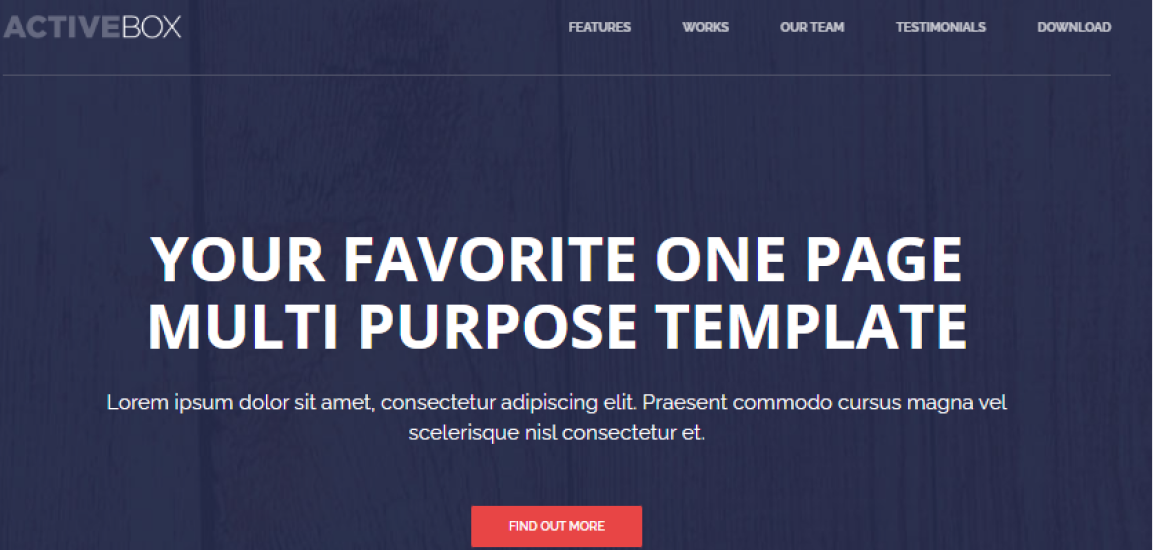 ACTIVEBOX
FEATURES WORKS OUR TEAM TESTIMONIALS DOWNLOAD
YOUR FAVORITE ONE PAGE
MULTI PURPOSE TEMPLATE
Lorem ipsum dolor sit amet, consectetur adipiscing elit. Praesent commodo cursus magna vel
scelerisque nisl consectetur et.
FIND OUT MORE